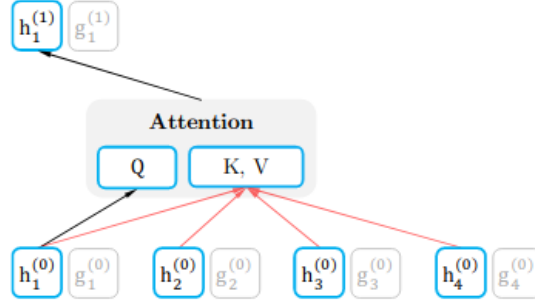 h₁⁽¹⁾ g₁⁽¹⁾
Attention
Q K, V
h₁⁽⁰⁾ g₁⁽⁰⁾ h₂⁽⁰⁾ g₂⁽⁰⁾ h₃⁽⁰⁾ g₃⁽⁰⁾ h₄⁽⁰⁾ g₄⁽⁰⁾